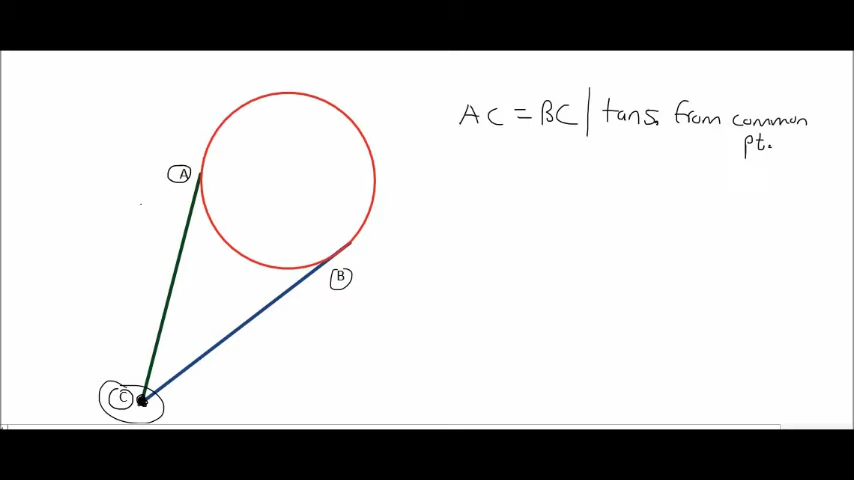 AC = BC | tans. from common
pt.
A
B
C